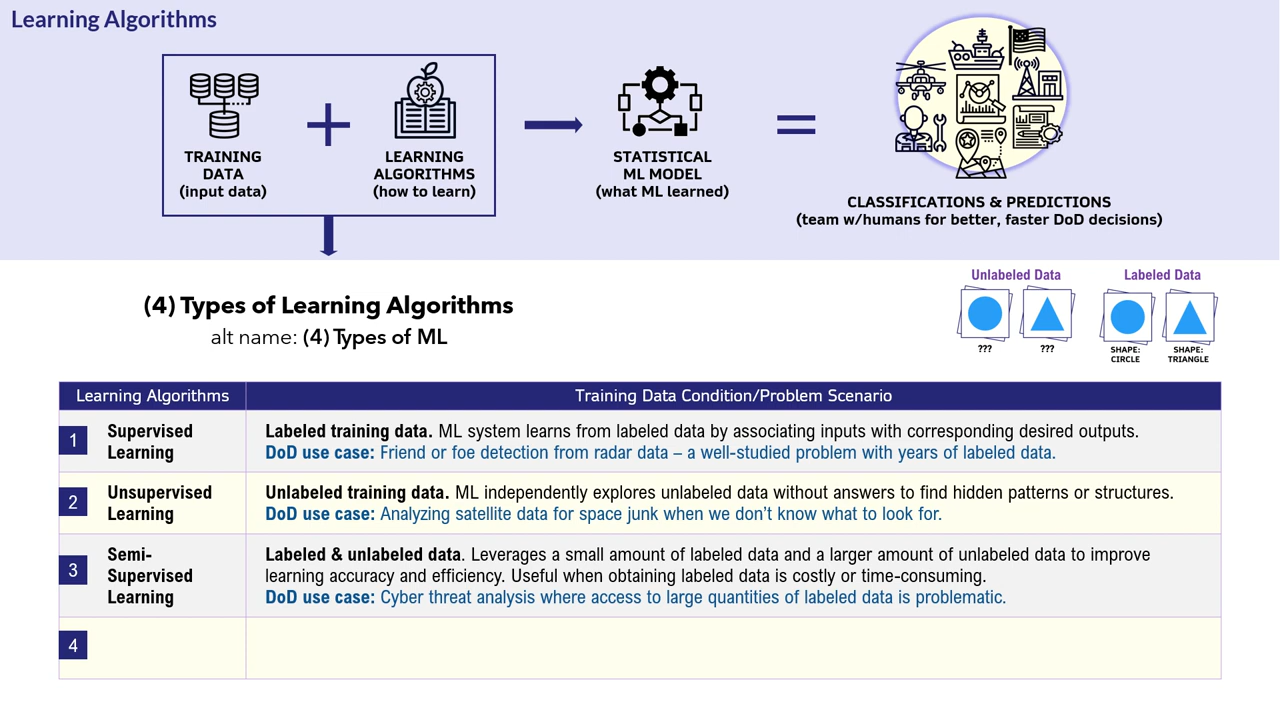 Learning Algorithms
TRAINING
DATA
(input data)
LEARNING
ALGORITHMS
(how to learn)
STATISTICAL
ML MODEL
(what ML learned)
CLASSIFICATIONS & PREDICTIONS
(team w/humans for better, faster DoD decisions)
(4) Types of Learning Algorithms
alt name: (4) Types of ML
Unlabeled Data
???
???
Labeled Data
SHAPE:
CIRCLE
SHAPE:
TRIANGLE
Learning Algorithms
Training Data Condition/Problem Scenario
1
Supervised
Learning
Labeled training data. ML system learns from labeled data by associating inputs with corresponding desired outputs.
DoD use case: Friend or foe detection from radar data – a well-studied problem with years of labeled data.
2
Unsupervised
Learning
Unlabeled training data. ML independently explores unlabeled data without answers to find hidden patterns or structures.
DoD use case: Analyzing satellite data for space junk when we don’t know what to look for.
3
Semi-
Supervised
Learning
Labeled & unlabeled data. Leverages a small amount of labeled data and a larger amount of unlabeled data to improve
learning accuracy and efficiency. Useful when obtaining labeled data is costly or time-consuming.
DoD use case: Cyber threat analysis where access to large quantities of labeled data is problematic.
4